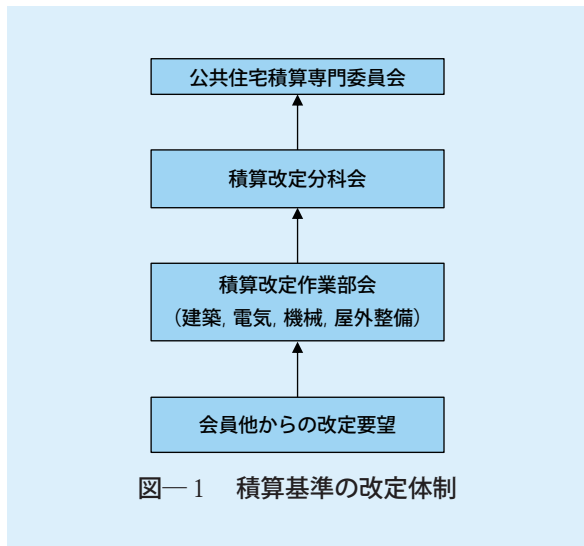 公共住宅積算専門委員会
積算改定分科会
積算改定作業部会
（建築, 電気, 機械, 屋外整備）
会員他からの改定要望
図―1　積算基準の改定体制